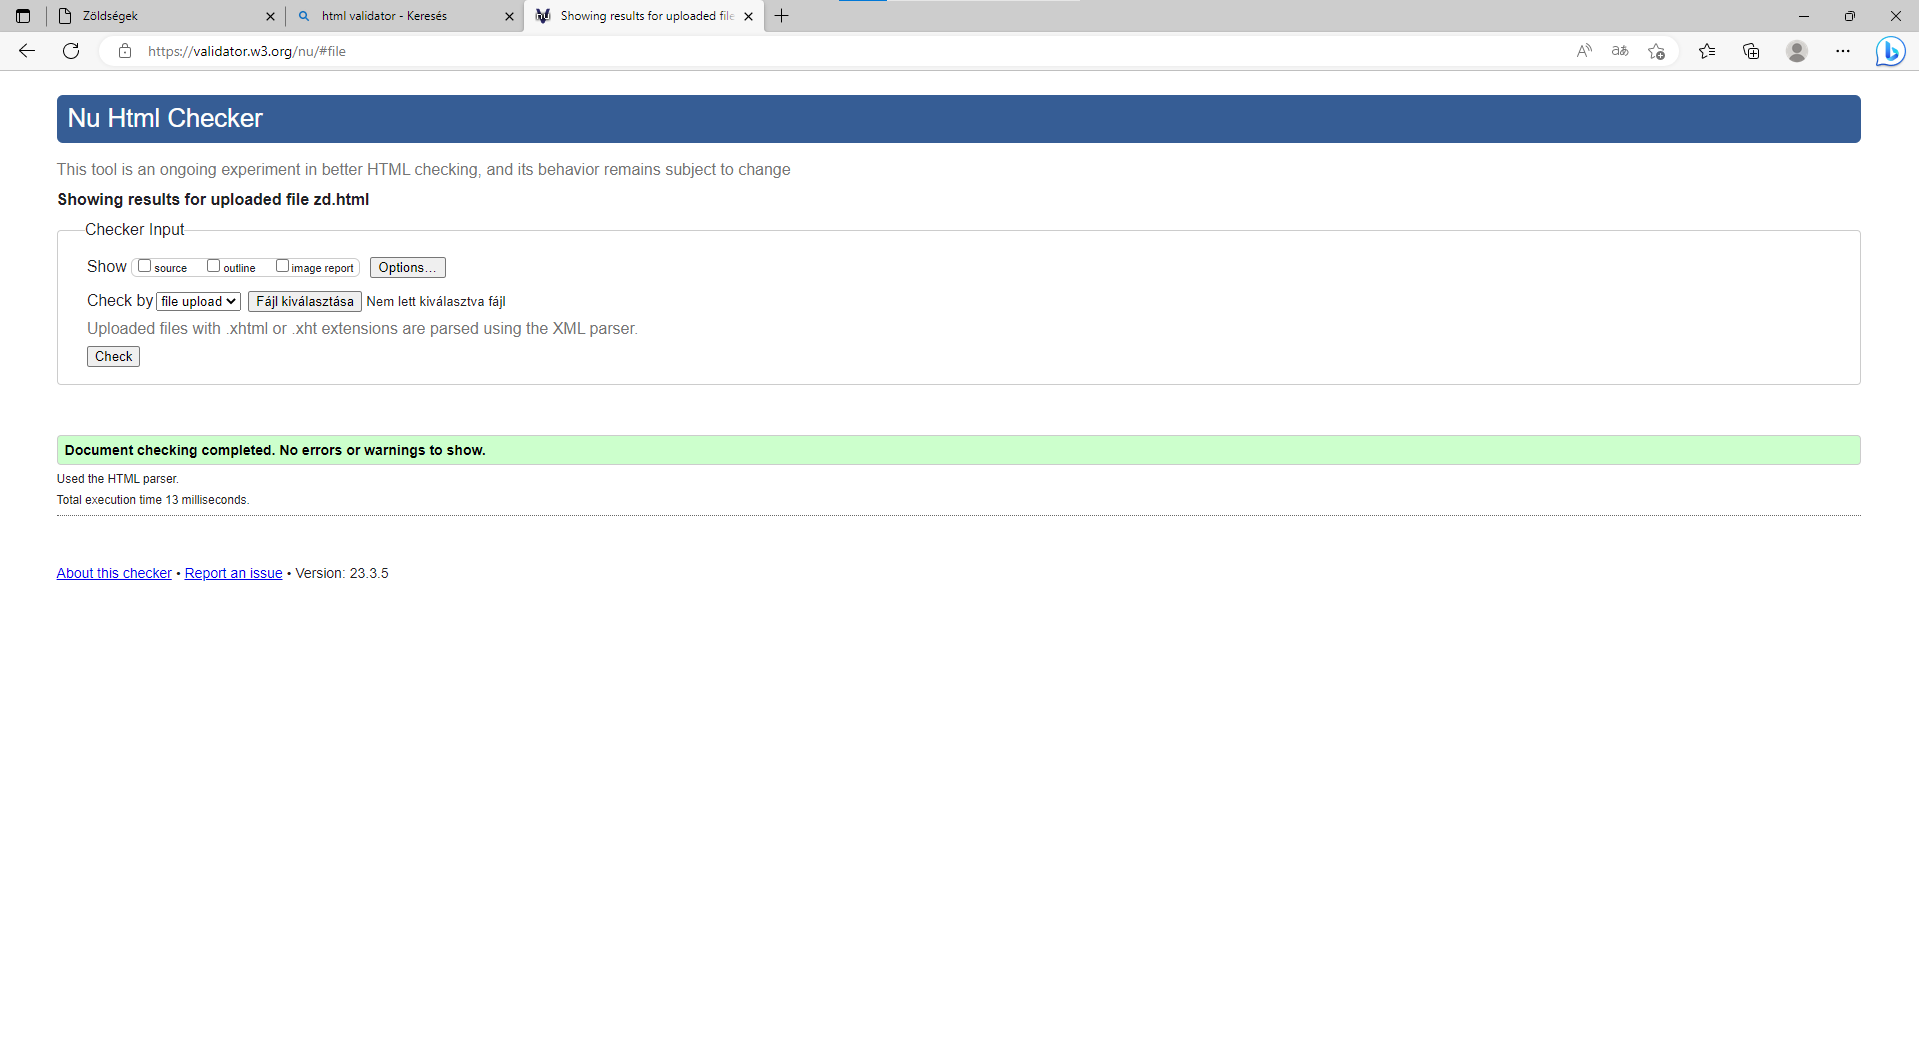 Zöldségek
html validator - Keresés
Showing results for uploaded file
https://validator.w3.org/nu/#file
Nu Html Checker
This tool is an ongoing experiment in better HTML checking, and its behavior remains subject to change
Showing results for uploaded file zd.html
Checker Input
Show source outline image report Options...
Check by file upload Fájl kiválasztása Nem lett kiválasztva fájl
Uploaded files with .xhtml or .xht extensions are parsed using the XML parser.
Check
Document checking completed. No errors or warnings to show.
Used the HTML parser.
Total execution time 13 milliseconds.
About this checker • Report an issue • Version: 23.3.5